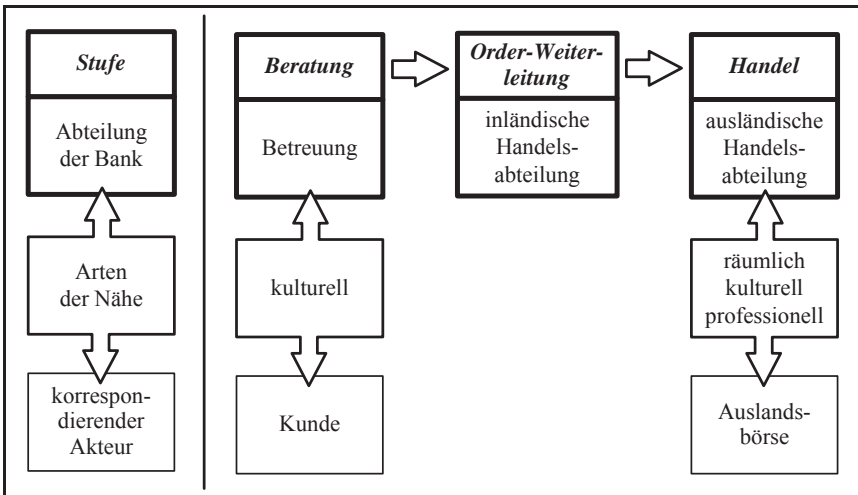 Stufe
Abteilung
der Bank
Arten
der Nähe
korrespon-
dierender
Akteur
Beratung
Betreuung
kulturell
Kunde
Order-Weiter-
leitung
inländische
Handels-
abteilung
Handel
ausländische
Handels-
abteilung
räumlich
kulturell
professionell
Auslands-
börse